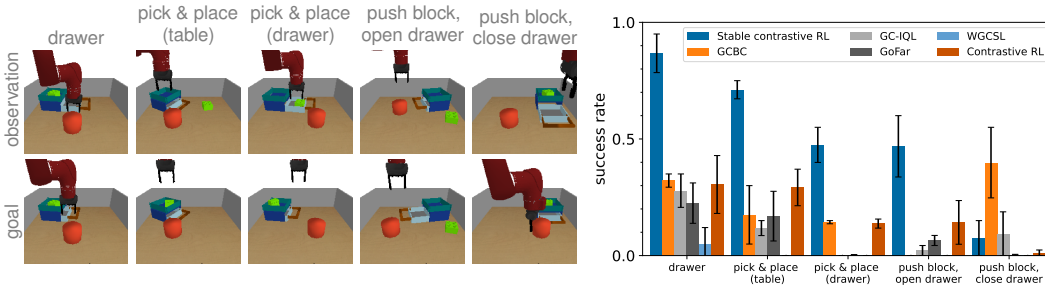 drawer
pick & place
(table)
pick & place
(drawer)
push block,
open drawer
push block,
close drawer
observation
goal
success rate
1.0
0.5
0.0
Stable contrastive RL
GCBC
GC-IQL
GoFar
WGCSL
Contrastive RL
drawer
pick & place
(table)
pick & place
(drawer)
push block,
open drawer
push block,
close drawer